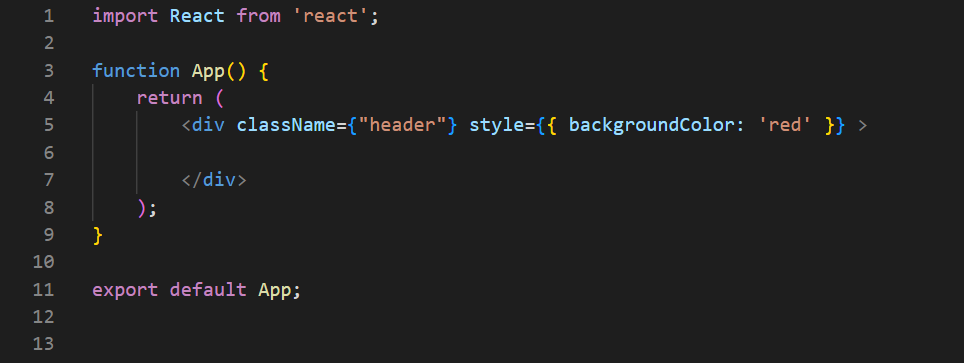 1 import React from 'react';
2
3 function App() {
4     return (
5         <div className={"header"} style={{ backgroundColor: 'red' }} >
6
7         </div>
8     );
9 }
10
11 export default App;
12
13